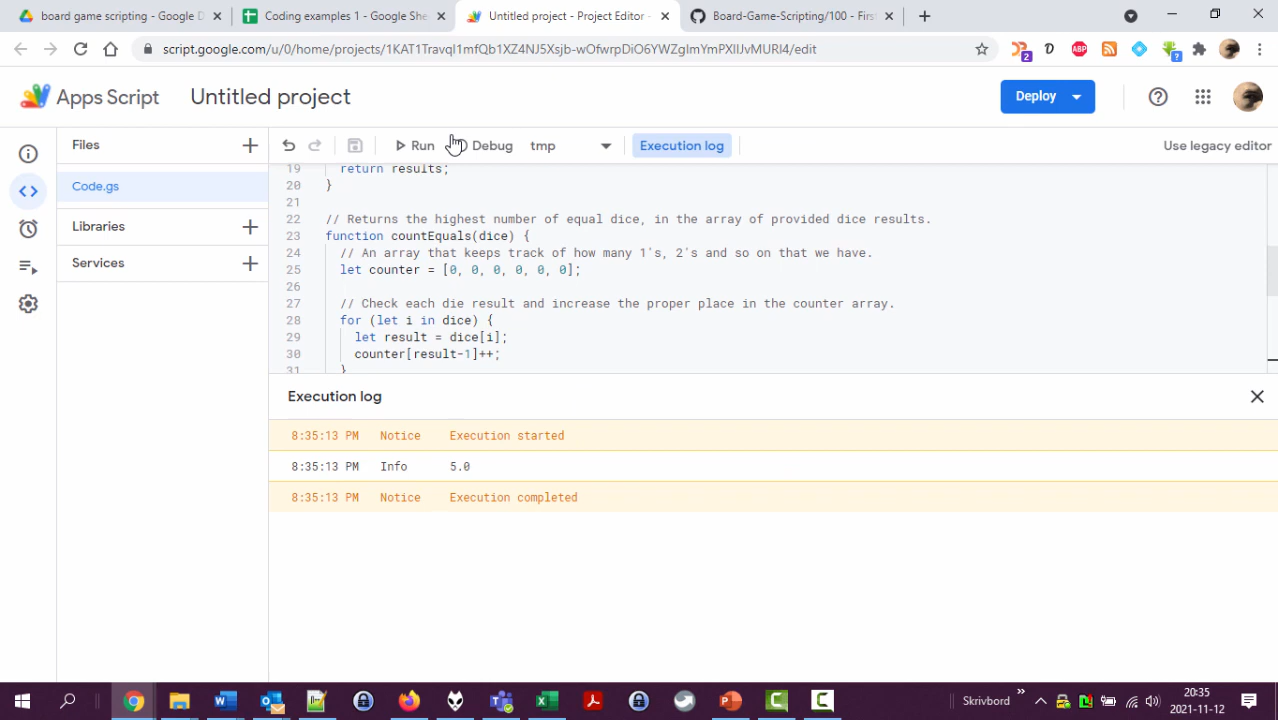 board game scripting - Google D
Coding examples 1 - Google She
Untitled project - Project Editor -
Board-Game-Scripting/100 - Firs
script.google.com/u/0/home/projects/1KAT1TravqI1mfQb1XZ4NJ5Xsjb-wOfwrpDiO6YWZgImYmPXlIJvMURI4/edit
2
ABP
?
Apps Script
Untitled project
Deploy
Files
Run
Debug
tmp
Execution log
Use legacy editor
Code.gs
Libraries
Services
19 return results;
20 }
21
22 // Returns the highest number of equal dice, in the array of provided dice results.
23 function countEquals(dice) {
24 // An array that keeps track of how many 1's, 2's and so on that we have.
25 let counter = [0, 0, 0, 0, 0, 0];
26
27 // Check each die result and increase the proper place in the counter array.
28 for (let i in dice) {
29 let result = dice[i];
30 counter[result-1]++;
31 }
Execution log
8:35:13 PM Notice Execution started
8:35:13 PM Info 5.0
8:35:13 PM Notice Execution completed
Skrivbord
20:35
2021-11-12